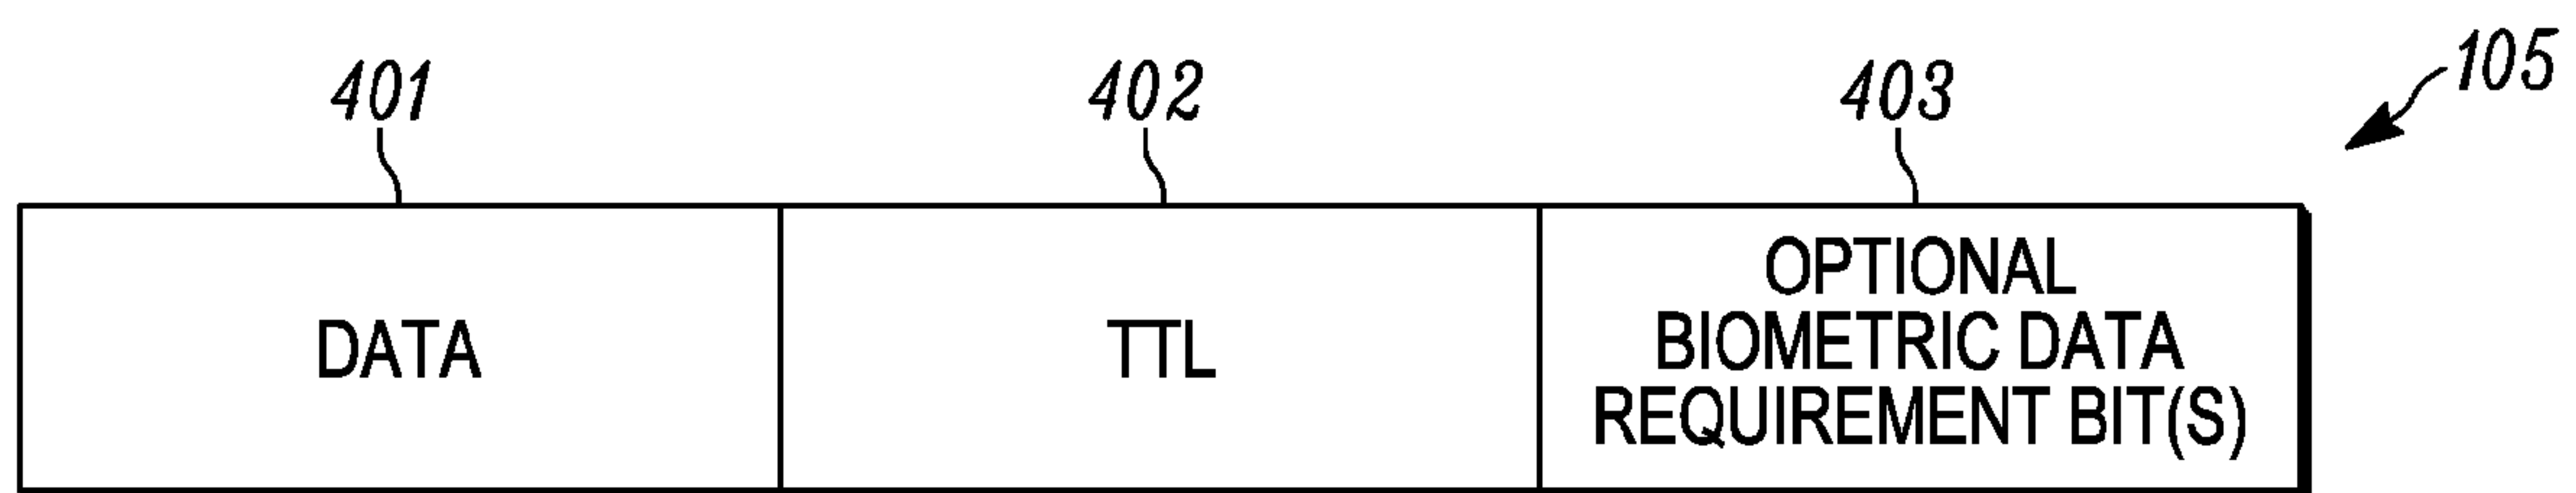 401
402
403
105
DATA
TTL
OPTIONAL
BIOMETRIC DATA
REQUIREMENT BIT(S)